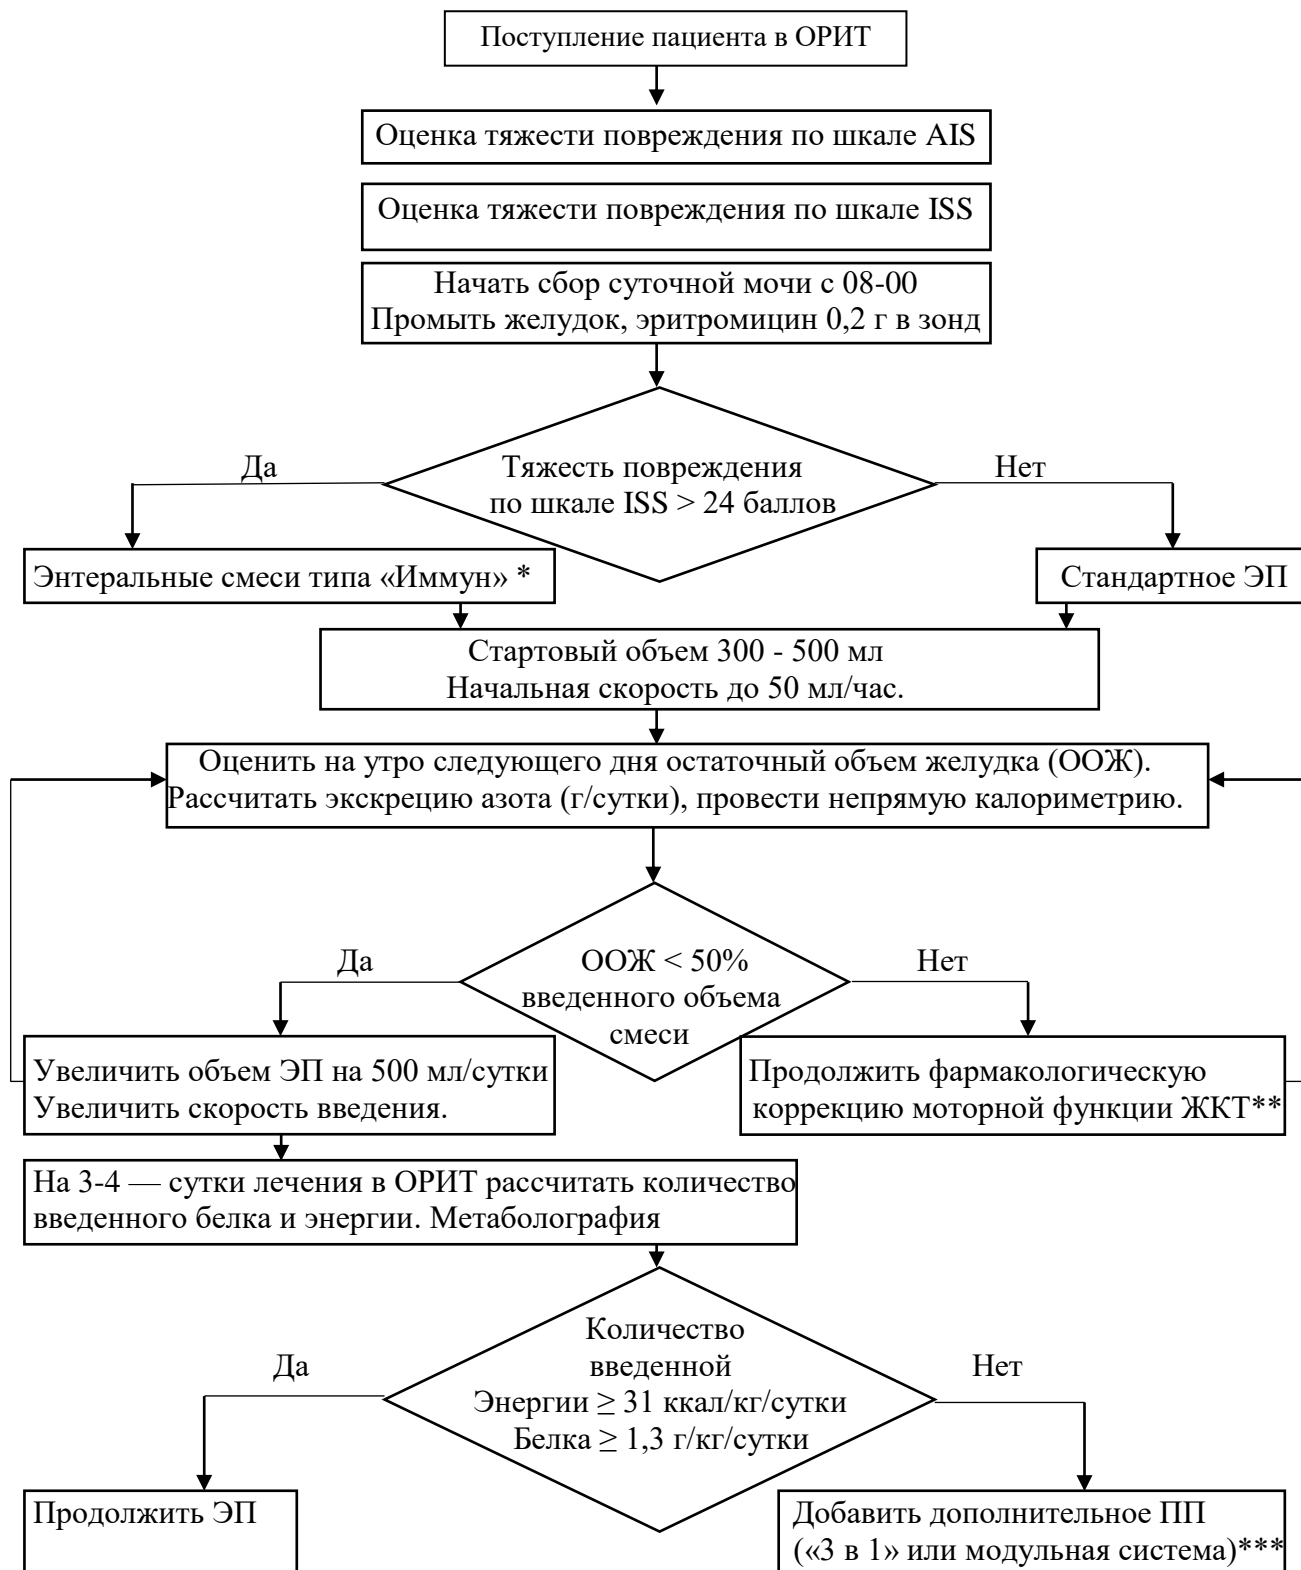 Поступление пациента в ОРИТ
Оценка тяжести повреждения по шкале AIS
Оценка тяжести повреждения по шкале ISS
Начать сбор суточной мочи с 08-00
Промыть желудок, эритромицин 0,2 г в зонд
Тяжесть повреждения
по шкале ISS > 24 баллов
Да
Нет
Энтеральные смеси типа «Иммун» *
Стандартное ЭП
Стартовый объем 300 - 500 мл
Начальная скорость до 50 мл/час.
Оценить на утро следующего дня остаточный объем желудка (ООЖ).
Рассчитать экскрецию азота (г/сутки), провести непрямую калориметрию.
Да
ООЖ < 50%
введенного объема
смеси
Нет
Увеличить объем ЭП на 500 мл/сутки
Увеличить скорость введения.
Продолжить фармакологическую
коррекцию моторной функции ЖКТ**
На 3-4 — сутки лечения в ОРИТ рассчитать количество
введенного белка и энергии. Метаболография
Количество
введенной
Энергии ≥ 31 ккал/кг/сутки
Белка ≥ 1,3 г/кг/сутки
Да
Нет
Продолжить ЭП
Добавить дополнительное ПП
(«3 в 1» или модульная система)***